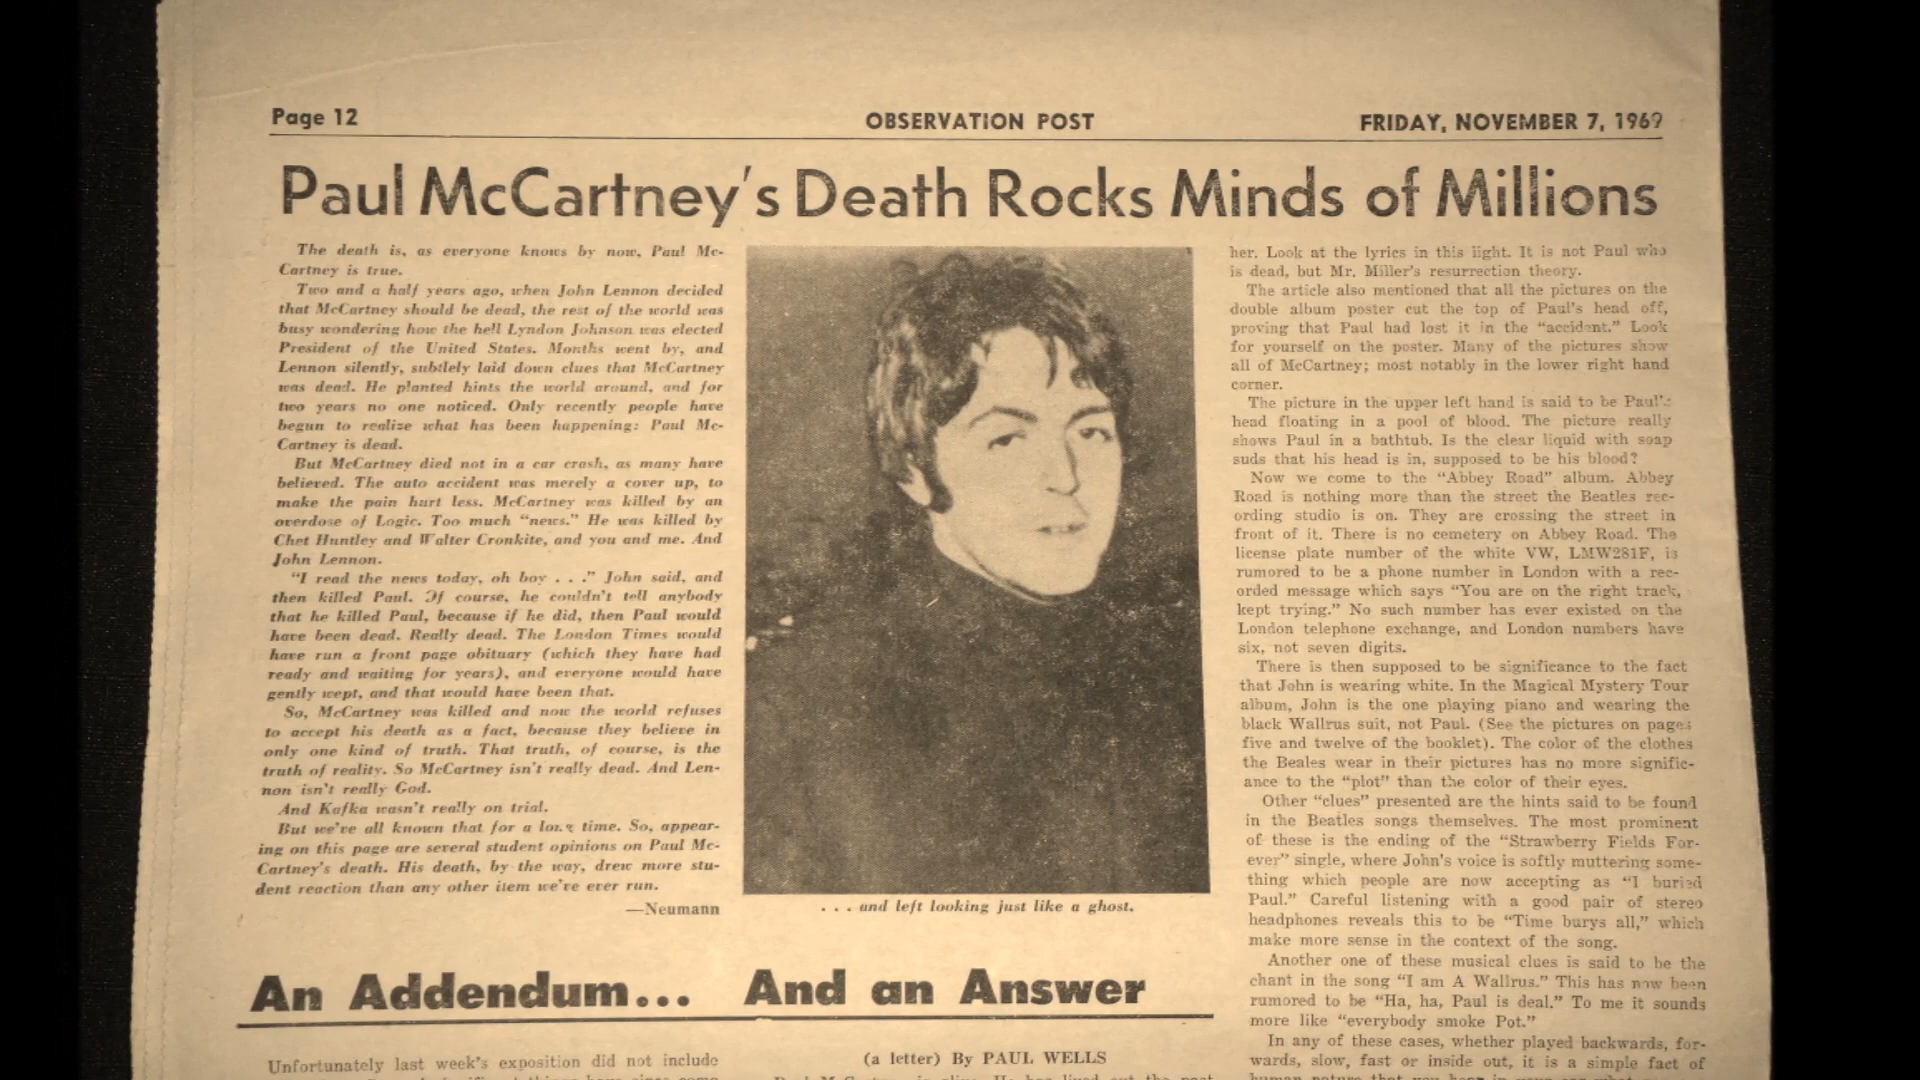 Page 12
OBSERVATION POST
FRIDAY, NOVEMBER 7, 1969
Paul McCartney's Death Rocks Minds of Millions
The death is, as everyone knows by now, Paul Mc-
Cartney is true.
Two and a half years ago, when John Lennon decided
that McCartney should be dead, the rest of the world was
busy wondering how the hell Lyndon Johnson was elected
President of the United States. Months went by, and
Lennon silently, subtlely laid down clues that McCartney
was dead. He planted hints the world around, and for
two years no one noticed. Only recently people have
begun to realize what has been happening: Paul Mc-
Cartney is dead.
But McCartney died not in a car crash, as many have
believed. The auto accident was merely a cover up, to
make the pain hurt less. McCartney was killed by an
overdose of Logic. Too much "news." He was killed by
Chet Huntley and Walter Cronkite, and you and me. And
John Lennon.
"I read the news today, oh boy . . ." John said, and
then killed Paul. Of course, he couldn't tell anybody
that he killed Paul, because if he did, then Paul would
have been dead. Really dead. The London Times would
have run a front page obituary (which they have had
ready and waiting for years), and everyone would have
gently wept, and that would have been that.
So, McCartney was killed and now the world refuses
to accept his death as a fact, because they believe in
only one kind of truth. That truth, of course, is the
truth of reality. So McCartney isn't really dead. And Len-
non isn't really God.
And Kafka wasn't really on trial.
But we've all known that for a long time. So, appear-
ing on this page are several student opinions on Paul Mc-
Cartney's death. His death, by the way, drew more stu-
dent reaction than any other item we've ever run.
—Neumann
. . . and left looking just like a ghost.
her. Look at the lyrics in this light. It is not Paul who
is dead, but Mr. Miller's resurrection theory.
The article also mentioned that all the pictures on the
double album poster cut the top of Paul's head off,
proving that Paul had lost it in the "accident." Look
for yourself on the poster. Many of the pictures show
all of McCartney; most notably in the lower right hand
corner.
The picture in the upper left hand is said to be Paul's
head floating in a pool of blood. The picture really
shows Paul in a bathtub. Is the clear liquid with soap
suds that his head is in, supposed to be his blood?
Now we come to the "Abbey Road" album. Abbey
Road is nothing more than the street the Beatles rec-
ording studio is on. They are crossing the street in
front of it. There is no cemetery on Abbey Road. The
license plate number of the white VW, LMW281F, is
rumored to be a phone number in London with a rec-
orded message which says "You are on the right track,
kept trying." No such number has ever existed on the
London telephone exchange, and London numbers have
six, not seven digits.
There is then supposed to be significance to the fact
that John is wearing white. In the Magical Mystery Tour
album, John is the one playing piano and wearing the
black Wallrus suit, not Paul. (See the pictures on pages
five and twelve of the booklet). The color of the clothes
the Beales wear in their pictures has no more signific-
ance to the "plot" than the color of their eyes.
Other "clues" presented are the hints said to be found
in the Beatles songs themselves. The most prominent
of these is the ending of the "Strawberry Fields For-
ever" single, where John's voice is softly muttering some-
thing which people are now accepting as "I buried
Paul." Careful listening with a good pair of stereo
headphones reveals this to be "Time burys all," which
make more sense in the context of the song.
Another one of these musical clues is said to be the
chant in the song "I am A Wallrus." This has now been
rumored to be "Ha, ha, Paul is deal." To me it sounds
more like "everybody smoke Pot."
In any of these cases, whether played backwards, for-
wards, slow, fast or inside out, it is a simple fact of
An Addendum...
Unfortunately last week's exposition did not include
And an Answer
(a letter) By PAUL WELLS